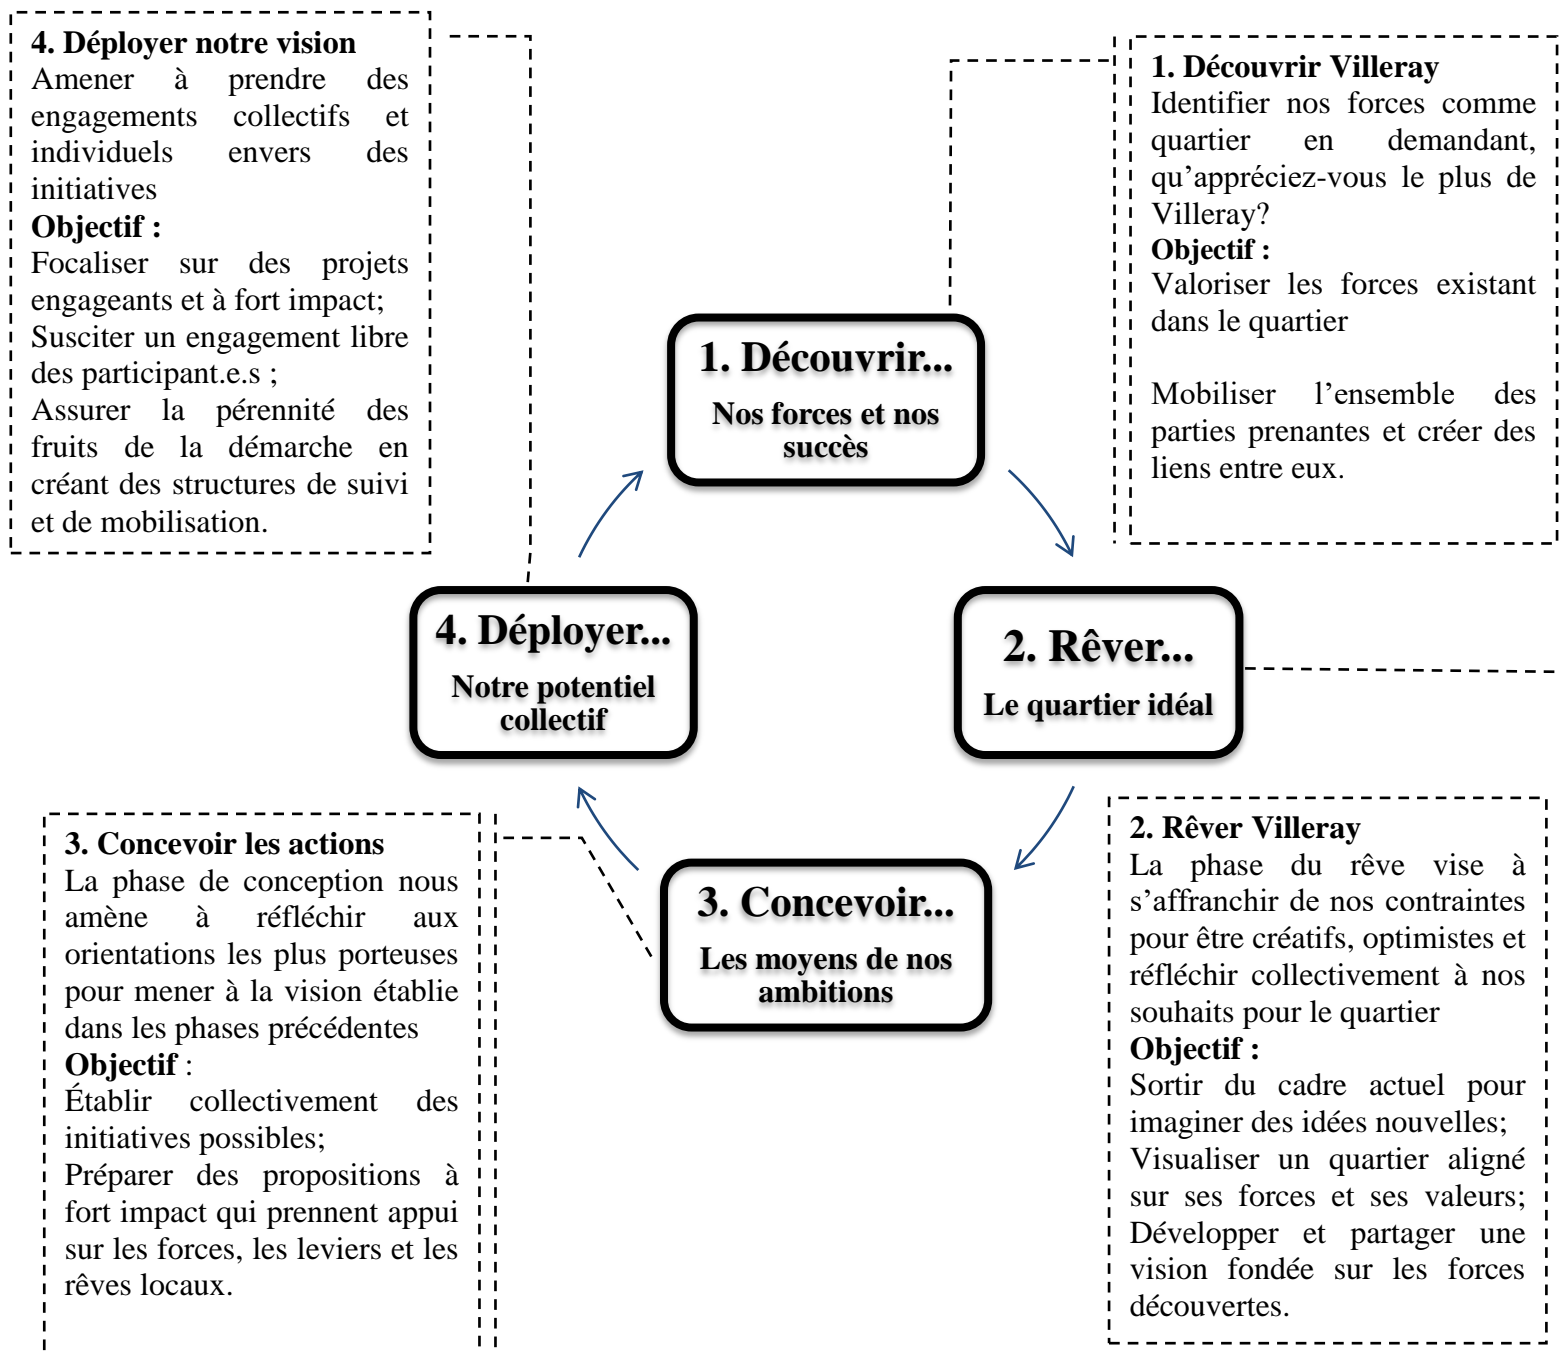 4. Déployer notre vision
Amener à prendre des
engagements collectifs et
individuels envers des
initiatives
Objectif :
Focaliser sur des projets
engageants et à fort impact;
Susciter un engagement libre
des participant.e.s ;
Assurer la pérennité des
fruits de la démarche en
créant des structures de suivi
et de mobilisation.
1. Découvrir Villeray
Identifier nos forces comme
quartier en demandant,
qu’appréciez-vous le plus de
Villeray?
Objectif :
Valoriser les forces existant
dans le quartier
Mobiliser l’ensemble des
parties prenantes et créer des
liens entre eux.
1. Découvrir...
Nos forces et nos
succès
4. Déployer...
Notre potentiel
collectif
2. Rêver...
Le quartier idéal
3. Concevoir...
Les moyens de nos
ambitions
3. Concevoir les actions
La phase de conception nous
amène à réfléchir aux
orientations les plus porteuses
pour mener à la vision établie
dans les phases précédentes
Objectif :
Établir collectivement des
initiatives possibles;
Préparer des propositions à
fort impact qui prennent appui
sur les forces, les leviers et les
rêves locaux.
2. Rêver Villeray
La phase du rêve vise à
s’affranchir de nos contraintes
pour être créatifs, optimistes et
réfléchir collectivement à nos
souhaits pour le quartier
Objectif :
Sortir du cadre actuel pour
imaginer des idées nouvelles;
Visualiser un quartier aligné
sur ses forces et ses valeurs;
Développer et partager une
vision fondée sur les forces
découvertes.